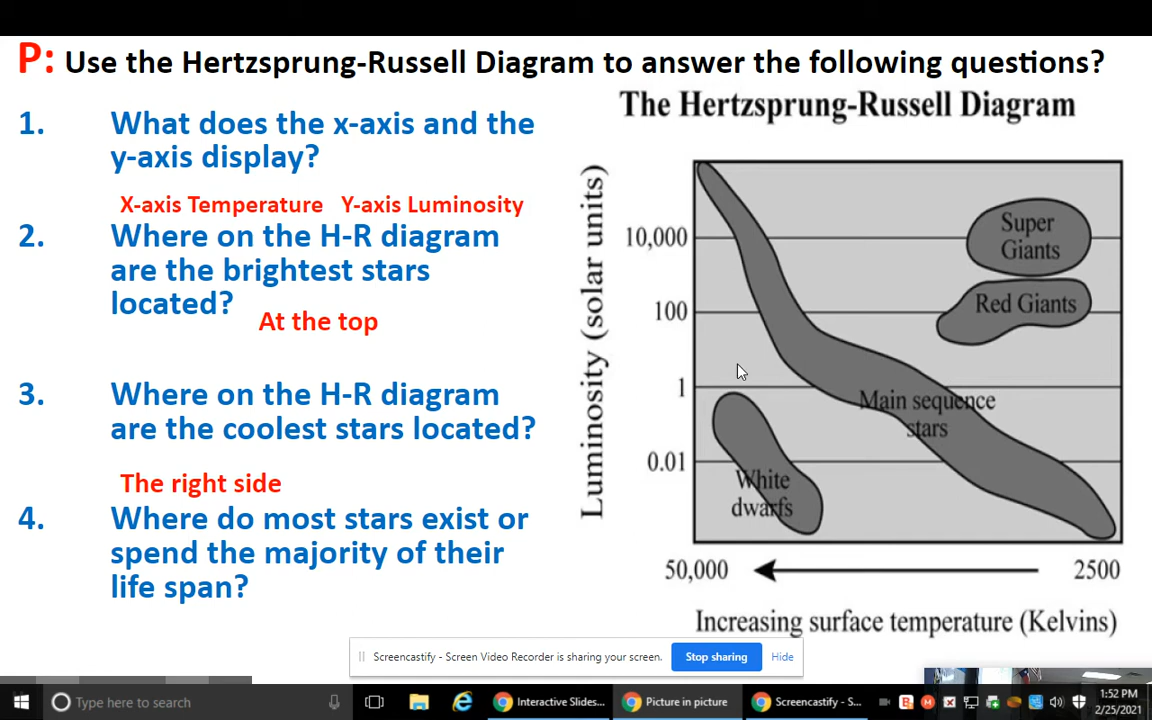 P: Use the Hertzsprung-Russell Diagram to answer the following questions?
1. What does the x-axis and the
y-axis display?
X-axis Temperature Y-axis Luminosity
2. Where on the H-R diagram
are the brightest stars
located?
At the top
3. Where on the H-R diagram
are the coolest stars located?
The right side
4. Where do most stars exist or
spend the majority of their
life span?
The Hertzsprung-Russell Diagram
Luminosity (solar units)
10,000
100
1
0.01
Super
Giants
Red Giants
Main sequence
stars
White
dwarfs
50,000 2500
Increasing surface temperature (Kelvins)
Screencastify - Screen Video Recorder is sharing your screen. Stop sharing Hide
Type here to search
Interactive Slides...
Picture in picture
Screencastify - S...
1:52 PM
2/25/2021